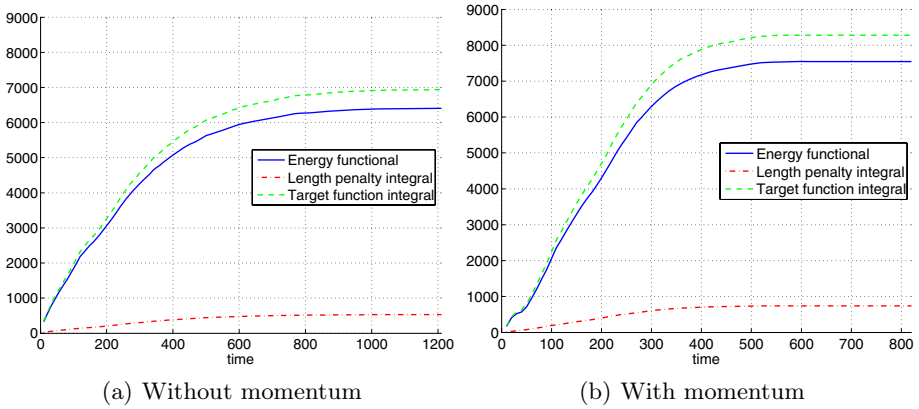 9000
8000
7000
6000
5000
4000
3000
2000
1000
0
0 200 400 600 800 1000 1200
time
Energy functional
Length penalty integral
Target function integral
(a) Without momentum
9000
8000
7000
6000
5000
4000
3000
2000
1000
0
0 100 200 300 400 500 600 700 800
time
Energy functional
Length penalty integral
Target function integral
(b) With momentum